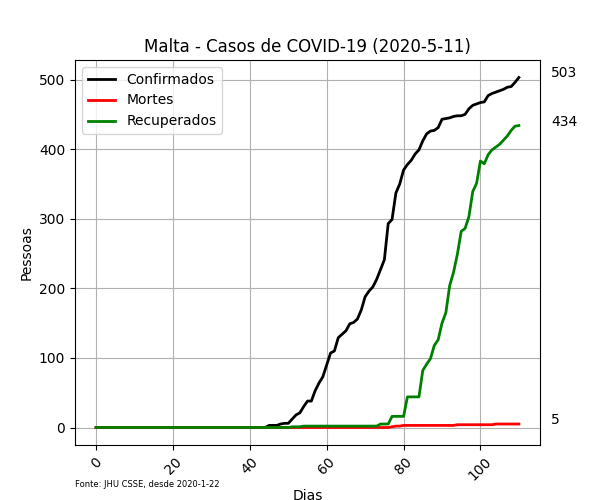 Malta - Casos de COVID-19 (2020-5-11)
Confirmados
Mortes
Recuperados
503
434
5
Pessoas
500
400
300
200
100
0
0
20
40
60
80
100
Fonte: JHU CSSE, desde 2020-1-22
Dias